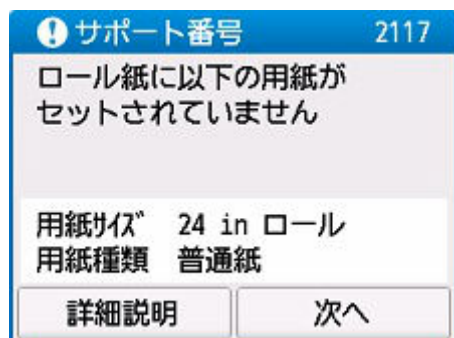 サポート番号 2117
ロール紙に以下の用紙が
セットされていません
用紙ｻｲｽﾞ 24 in ロール
用紙種類 普通紙
詳細説明 次へ